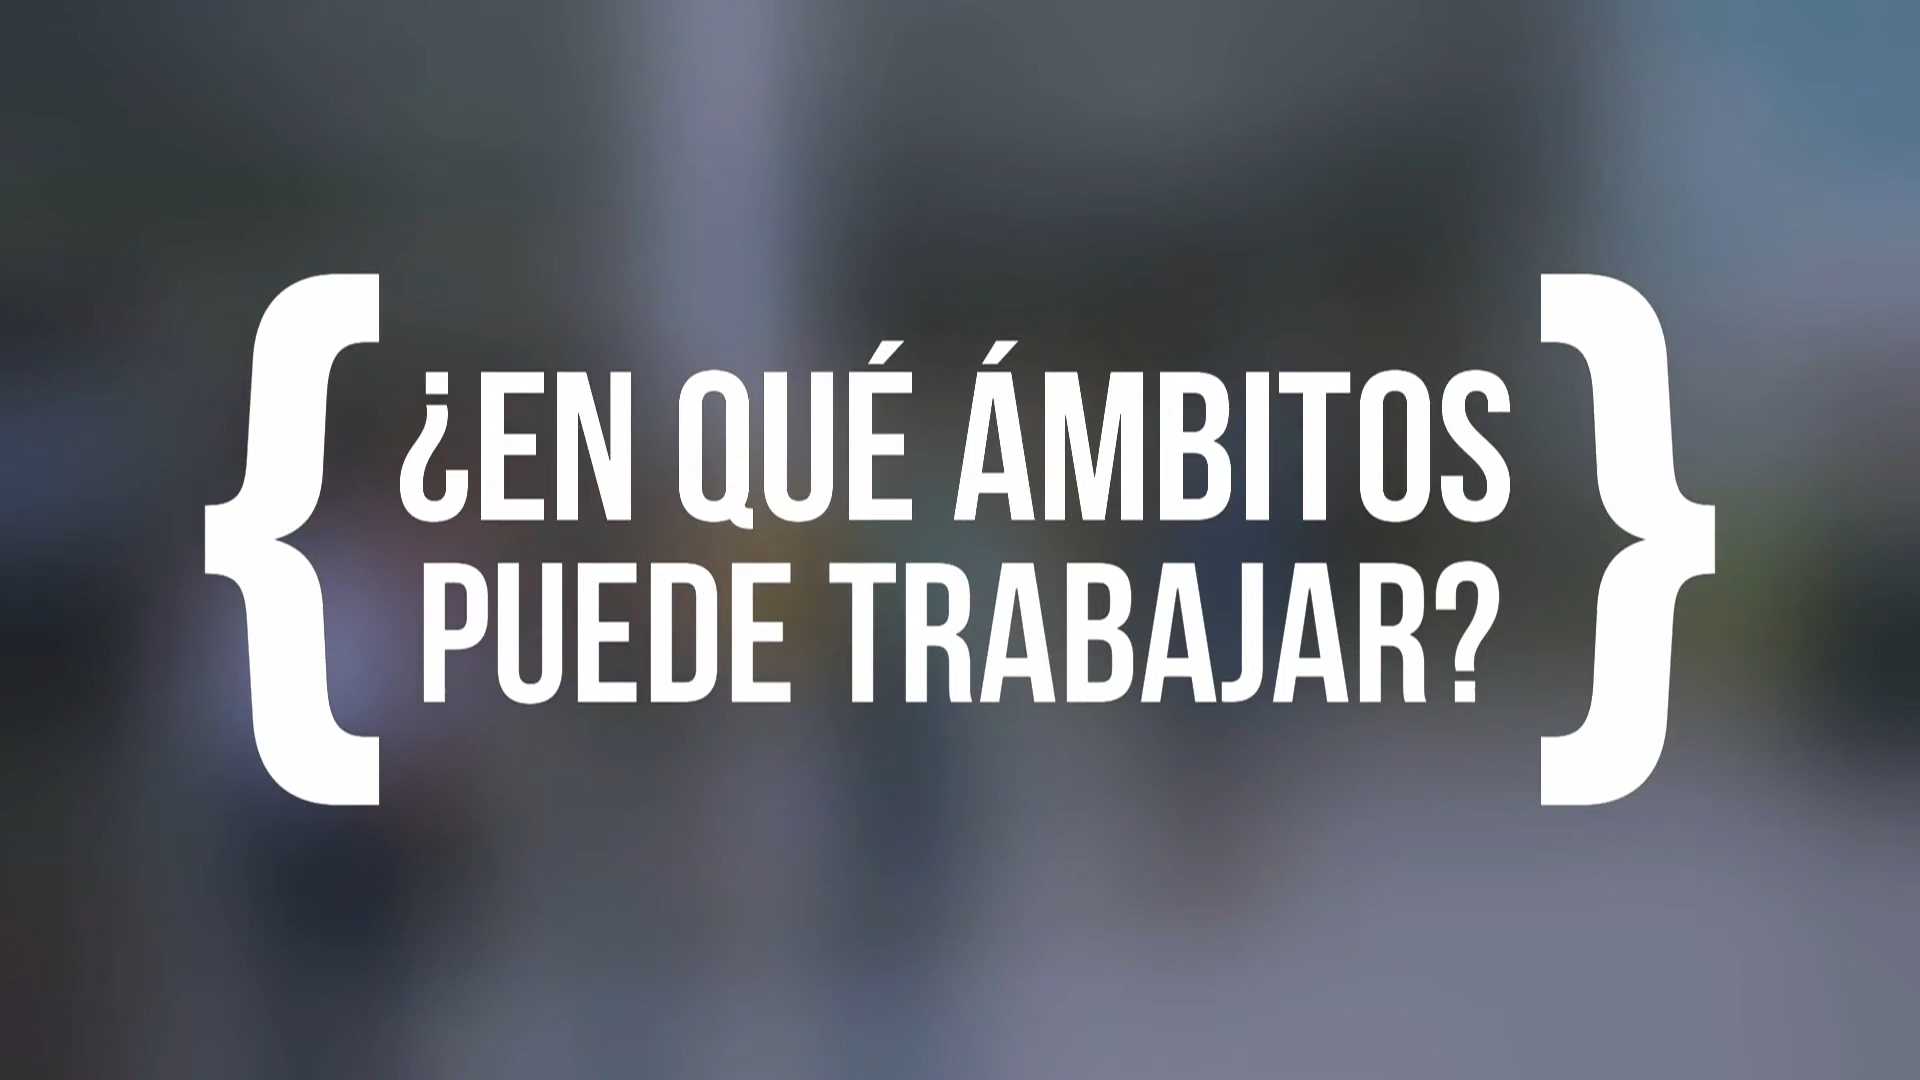 { ¿EN QUÉ ÁMBITOS
PUEDE TRABAJAR? }